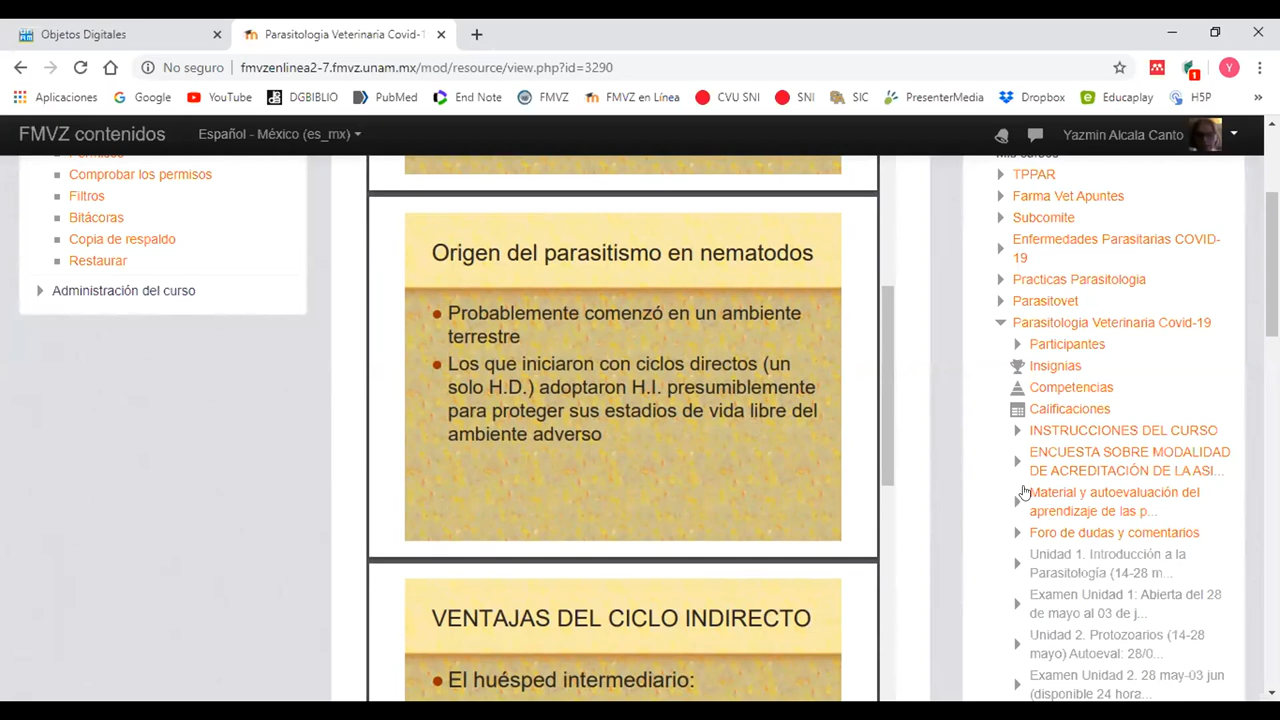 Objetos Digitales
Parasitologia Veterinaria Covid-1
No seguro
fmvzenlinea2-7.fmvz.unam.mx/mod/resource/view.php?id=3290
1
Y
Aplicaciones
Google
YouTube
DGBIBLIO
PubMed
End Note
FMVZ
FMVZ en Línea
CVU SNI
SNI
SIC
PresenterMedia
Dropbox
Educaplay
H5P
»
FMVZ contenidos
Español - México (es_mx)
Yazmin Alcala Canto
Comprobar los permisos
Filtros
Bitácoras
Copia de respaldo
Restaurar
Administración del curso
Origen del parasitismo en nematodos
• Probablemente comenzó en un ambiente
terrestre
• Los que iniciaron con ciclos directos (un
solo H.D.) adoptaron H.I. presumiblemente
para proteger sus estadios de vida libre del
ambiente adverso
VENTAJAS DEL CICLO INDIRECTO
• El huésped intermediario:
TPPAR
Farma Vet Apuntes
Subcomite
Enfermedades Parasitarias COVID-
19
Practicas Parasitologia
Parasitovet
Parasitologia Veterinaria Covid-19
Participantes
Insignias
Competencias
Calificaciones
INSTRUCCIONES DEL CURSO
ENCUESTA SOBRE MODALIDAD
DE ACREDITACIÓN DE LA ASI...
Material y autoevaluación del
aprendizaje de las p...
Foro de dudas y comentarios
Unidad 1. Introducción a la
Parasitología (14-28 m...
Examen Unidad 1: Abierta del 28
de mayo al 03 de j...
Unidad 2. Protozoarios (14-28
mayo) Autoeval: 28/0...
Examen Unidad 2. 28 may-03 jun
(disponible 24 hora...